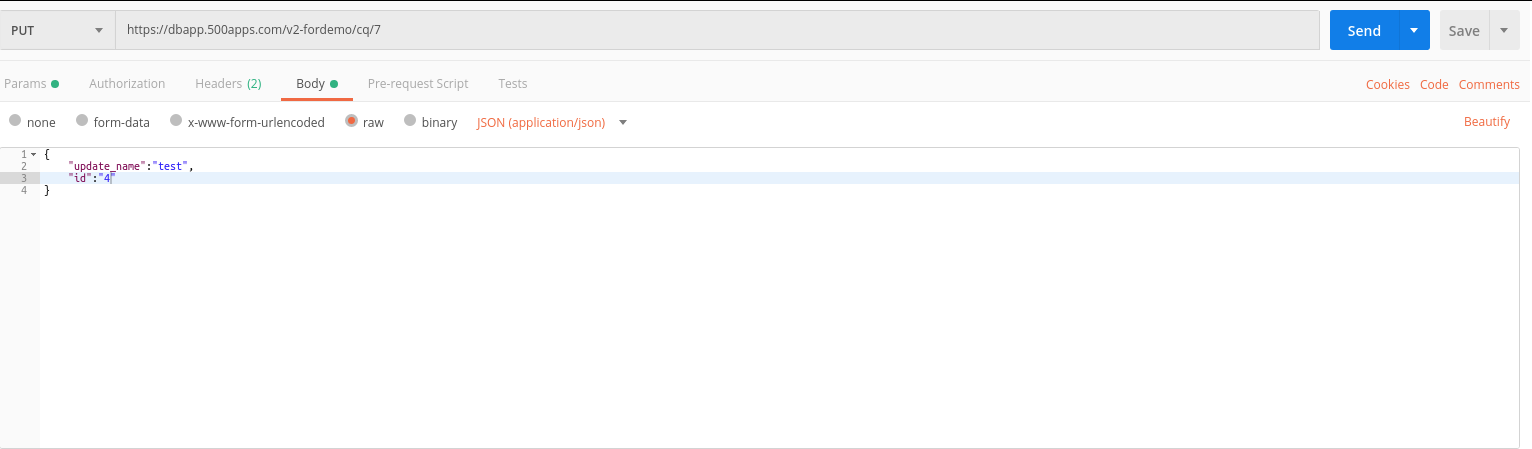 PUT https://dbapp.500apps.com/v2-fordemo/cq/7 Send Save
Params Authorization Headers (2) Body Pre-request Script Tests Cookies Code Comments
none form-data x-www-form-urlencoded raw binary JSON (application/json) Beautify
1 {
2 "update_name":"test",
3 "id":"4"
4 }